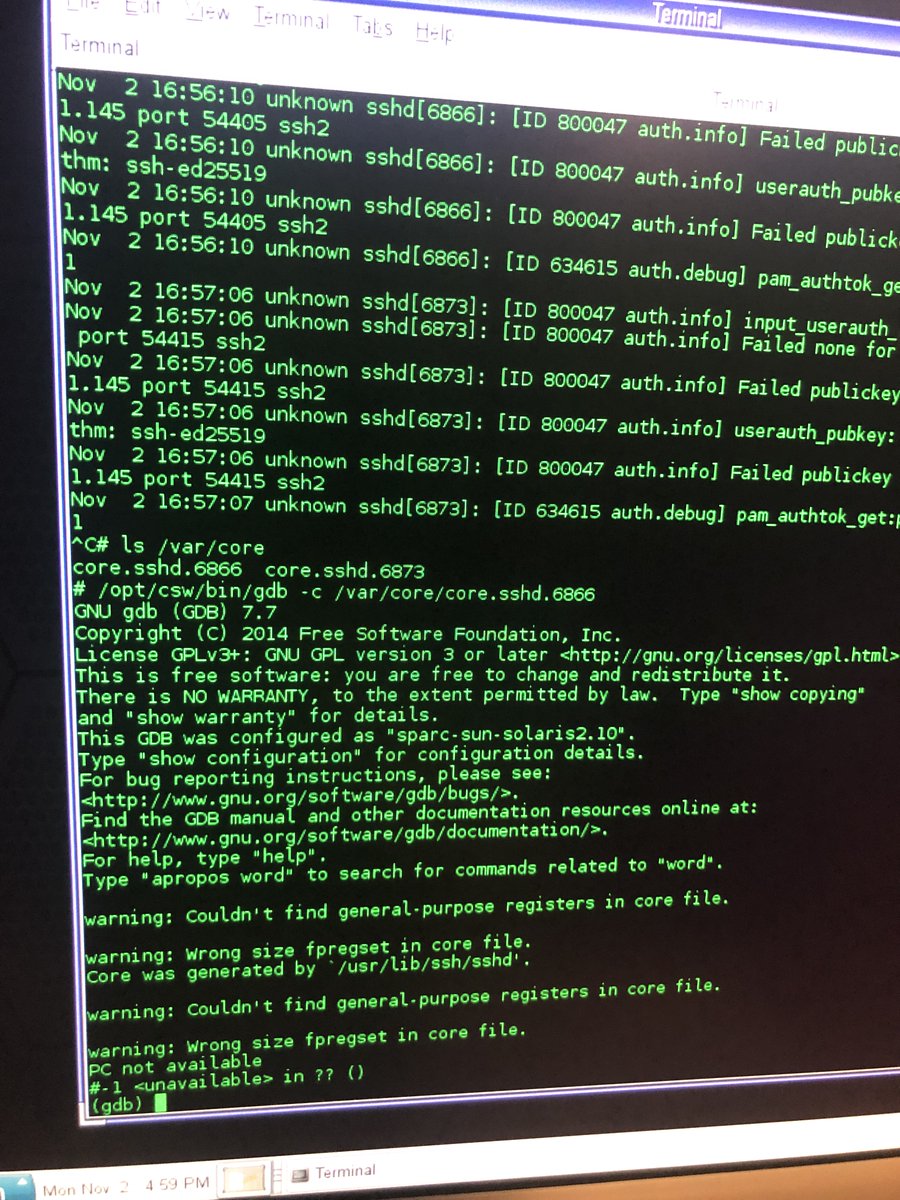 File Edit View Terminal Tabs Help
Terminal
Terminal
Terminal
Nov  2 16:56:10 unknown sshd[6866]: [ID 800047 auth.info] Failed public
1.145 port 54405 ssh2
Nov  2 16:56:10 unknown sshd[6866]: [ID 800047 auth.info] userauth_pubke
thm: ssh-ed25519
Nov  2 16:56:10 unknown sshd[6866]: [ID 800047 auth.info] Failed publick
1.145 port 54405 ssh2
Nov  2 16:56:10 unknown sshd[6866]: [ID 634615 auth.debug] pam_authtok_ge
1
Nov  2 16:57:06 unknown sshd[6873]: [ID 800047 auth.info] input_userauth_
Nov  2 16:57:06 unknown sshd[6873]: [ID 800047 auth.info] Failed none for
 port 54415 ssh2
Nov  2 16:57:06 unknown sshd[6873]: [ID 800047 auth.info] Failed publickey
1.145 port 54415 ssh2
Nov  2 16:57:06 unknown sshd[6873]: [ID 800047 auth.info] userauth_pubkey:
thm: ssh-ed25519
Nov  2 16:57:06 unknown sshd[6873]: [ID 800047 auth.info] Failed publickey
1.145 port 54415 ssh2
Nov  2 16:57:07 unknown sshd[6873]: [ID 634615 auth.debug] pam_authtok_get:p
1
^C# ls /var/core
core.sshd.6866  core.sshd.6873
# /opt/csw/bin/gdb -c /var/core/core.sshd.6866
GNU gdb (GDB) 7.7
Copyright (C) 2014 Free Software Foundation, Inc.
License GPLv3+: GNU GPL version 3 or later <http://gnu.org/licenses/gpl.html>
This is free software: you are free to change and redistribute it.
There is NO WARRANTY, to the extent permitted by law.  Type "show copying"
and "show warranty" for details.
This GDB was configured as "sparc-sun-solaris2.10".
Type "show configuration" for configuration details.
For bug reporting instructions, please see:
<http://www.gnu.org/software/gdb/bugs/>.
Find the GDB manual and other documentation resources online at:
<http://www.gnu.org/software/gdb/documentation/>.
For help, type "help".
Type "apropos word" to search for commands related to "word".
warning: Couldn't find general-purpose registers in core file.
warning: Wrong size fpregset in core file.
Core was generated by `/usr/lib/ssh/sshd'.
warning: Couldn't find general-purpose registers in core file.
warning: Wrong size fpregset in core file.
PC not available
#-1 <unavailable> in ?? ()
(gdb)
Mon Nov  2  4:59 PM
Terminal